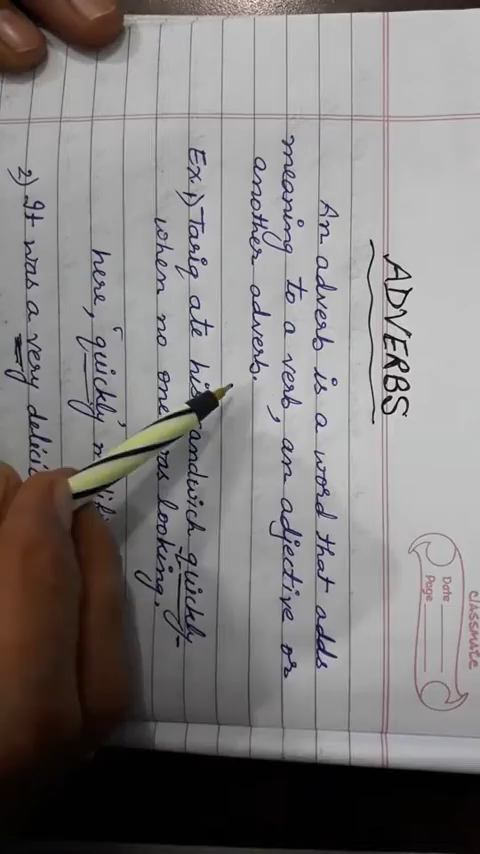 classmate
Date
Page
ADVERBS
An adverb is a word that adds
meaning to a verb, an adjective or
another adverb.
Ex 1) Tariq ate his sandwich quickly
when no one was looking.
here, 'quickly'
2) It was a very